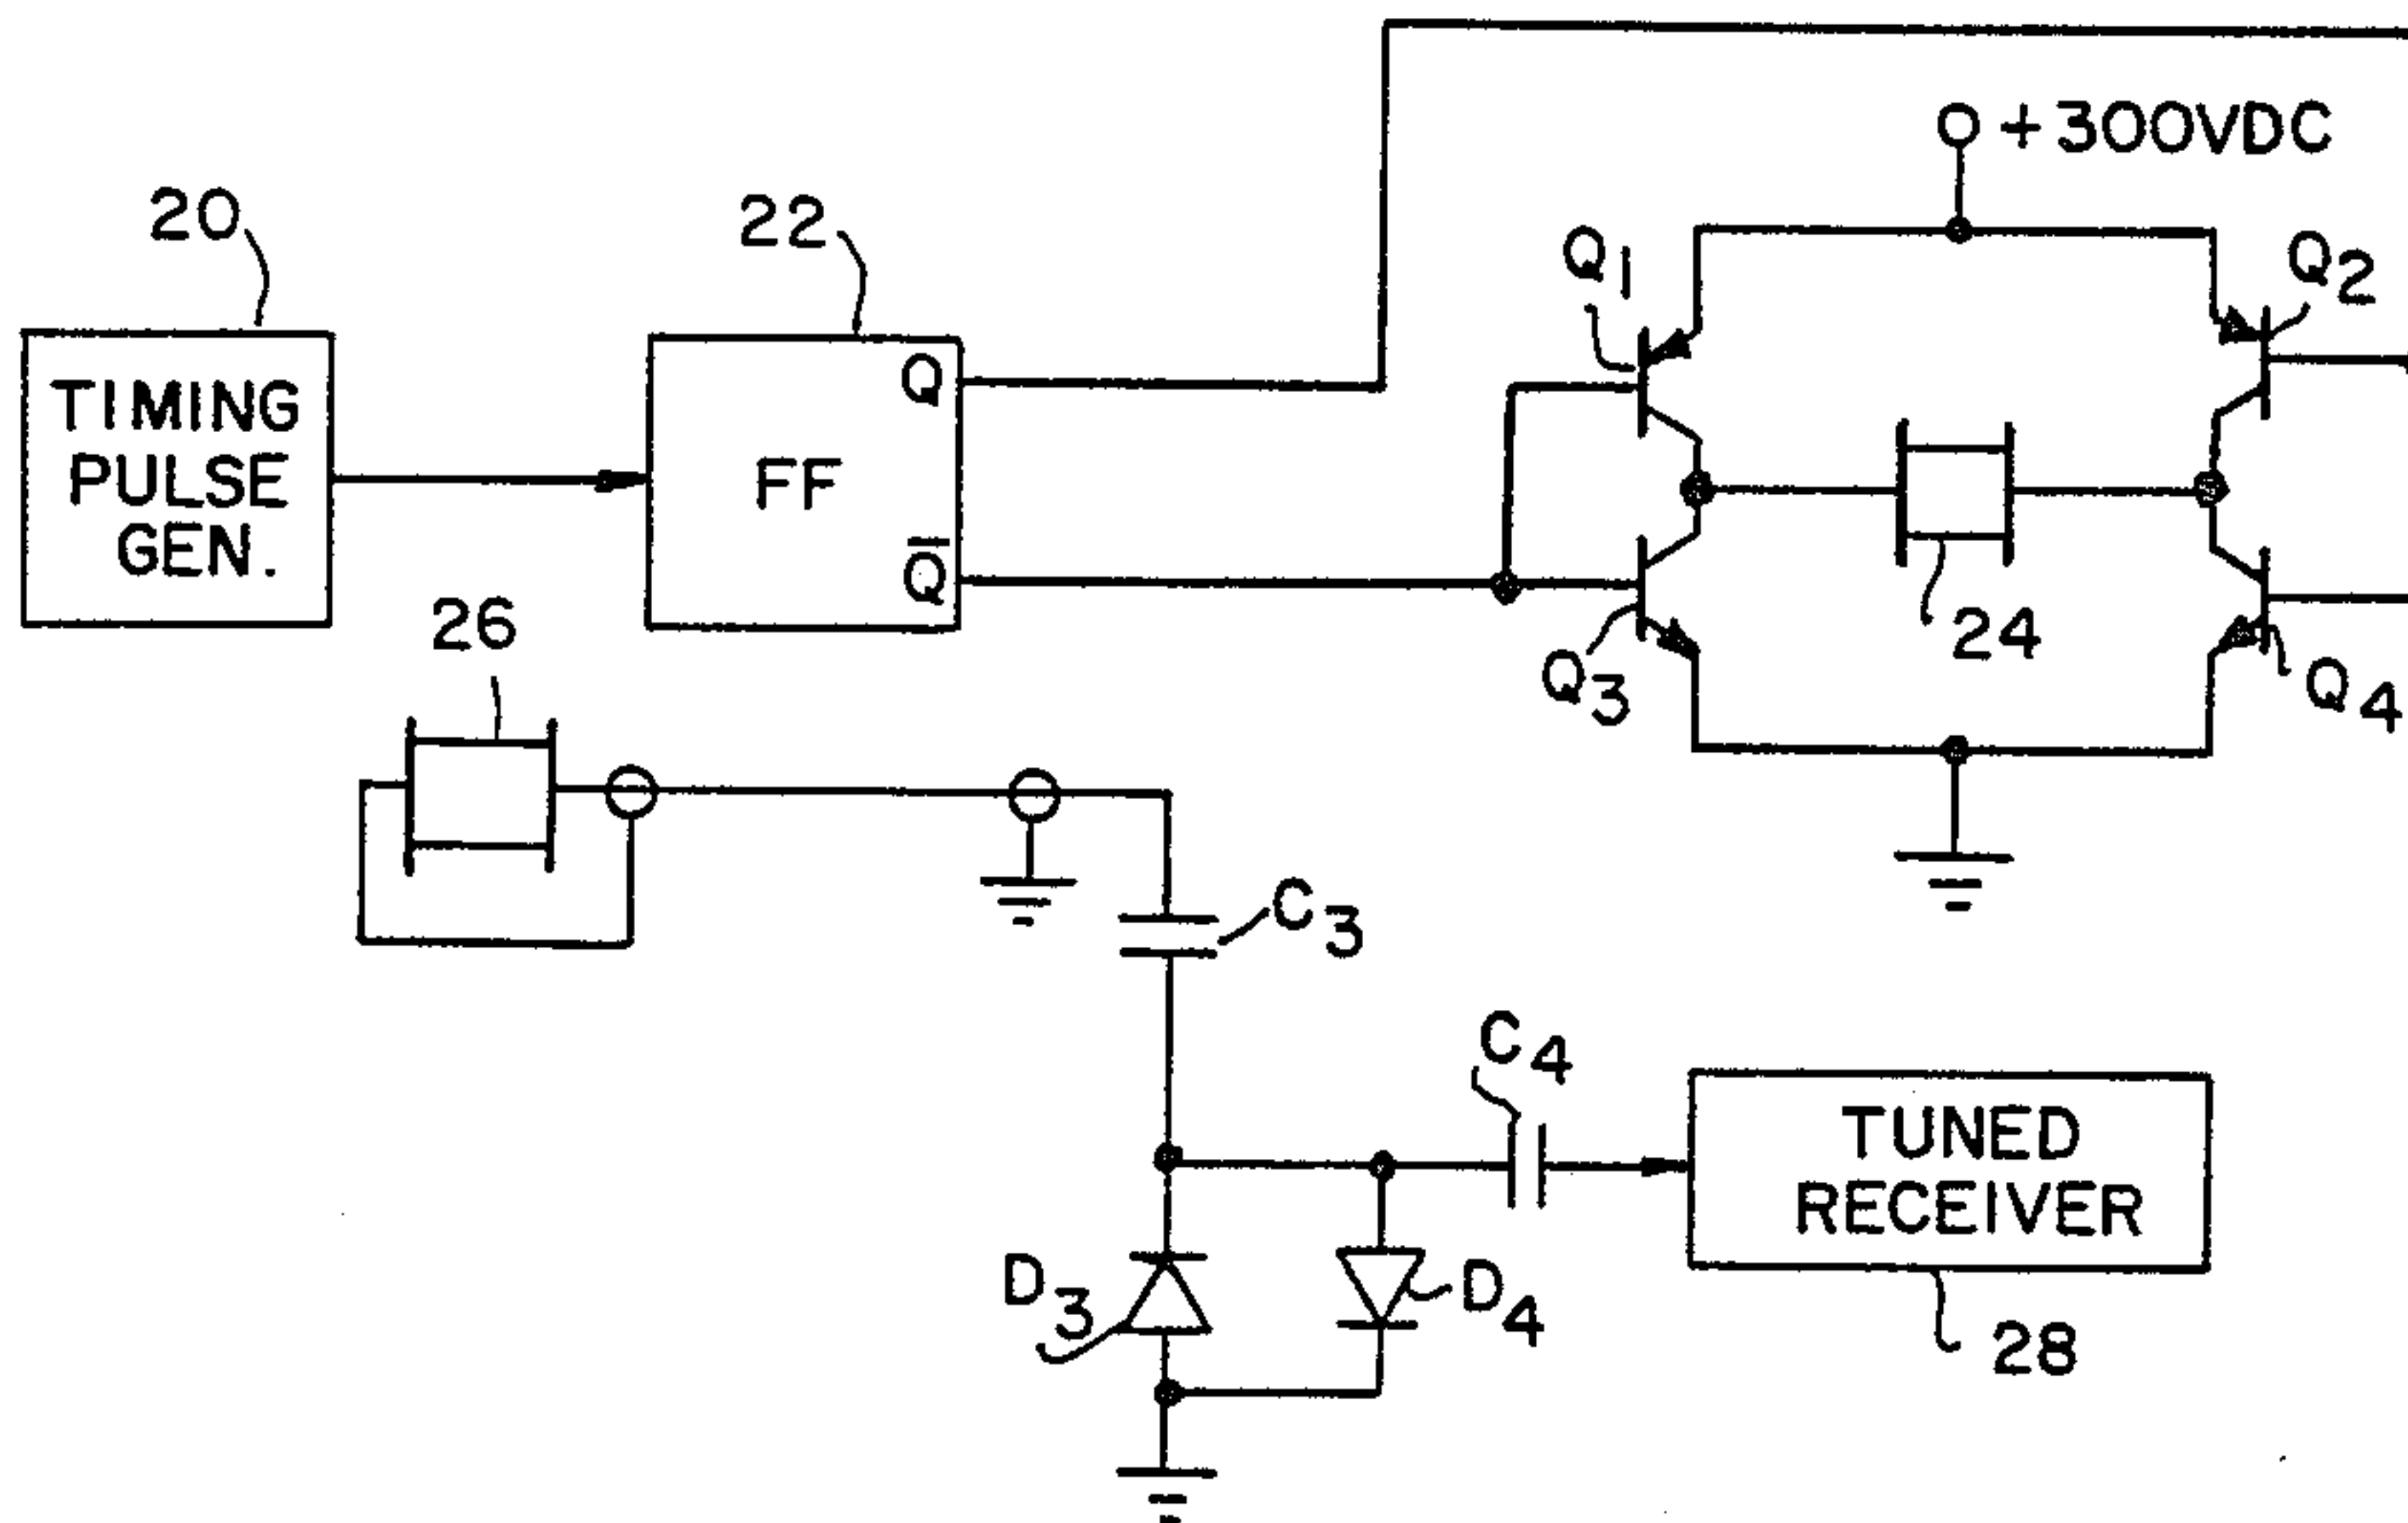 +300VDC
20
22
Q1
Q2
TIMING
PULSE
GEN.
Q
FF
Q̅
26
24
Q3
Q4
C3
C4
TUNED
RECEIVER
D3
D4
28